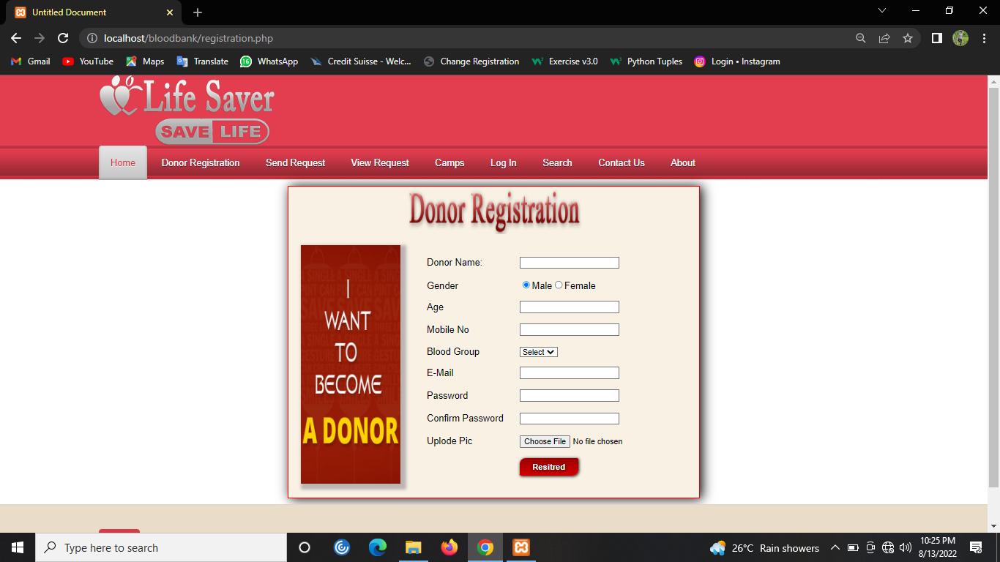 Untitled Document
localhost/bloodbank/registration.php
Gmail YouTube Maps Translate 16 WhatsApp Credit Suisse - Welc... Change Registration Exercise v3.0 Python Tuples Login • Instagram
Life Saver
SAVE LIFE
Home Donor Registration Send Request View Request Camps Log In Search Contact Us About
Donor Registration
I
WANT
TO
BECOME
A DONOR
Donor Name:
Gender Male Female
Age
Mobile No
Blood Group Select
E-Mail
Password
Confirm Password
Uplode Pic Choose File No file chosen
Resitred
Type here to search
26°C Rain showers
10:25 PM
8/13/2022